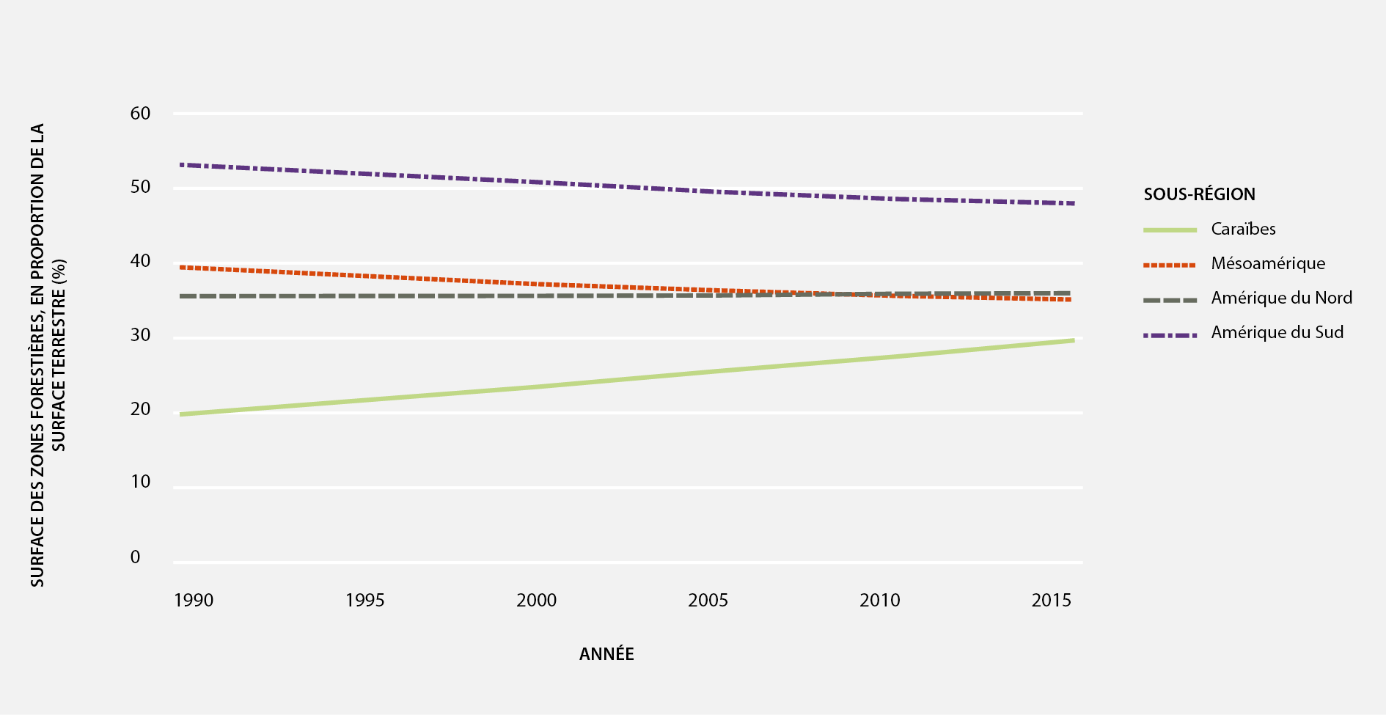 SURFACE DES ZONES FORESTIÈRES, EN PROPORTION DE LA
SURFACE TERRESTRE (%)
60
50
40
30
20
10
0
1990 1995 2000 2005 2010 2015
ANNÉE
SOUS-RÉGION
Caraïbes
Mésoamérique
Amérique du Nord
Amérique du Sud